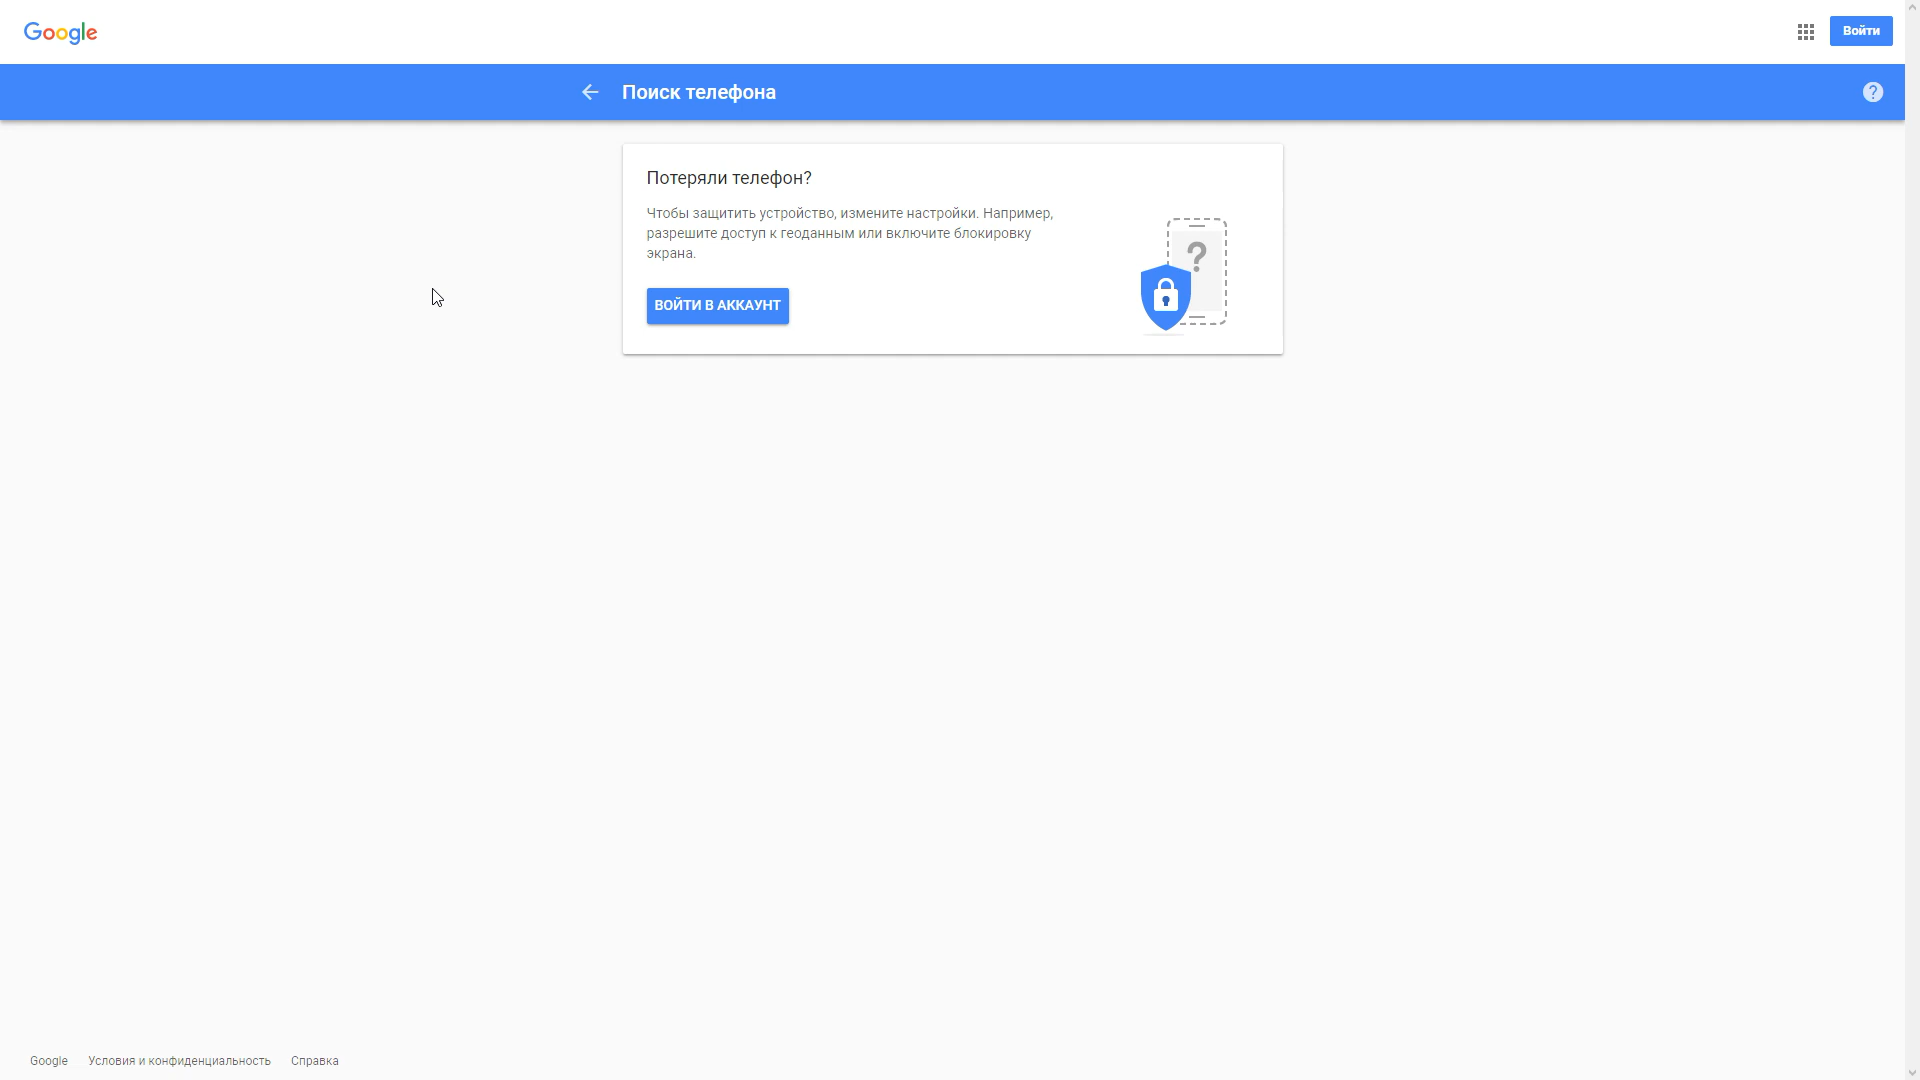 Google
Войти
Поиск телефона
?
Потеряли телефон?
Чтобы защитить устройство, измените настройки. Например,
разрешите доступ к геоданным или включите блокировку
экрана.
?
ВОЙТИ В АККАУНТ
Google Условия и конфиденциальность Справка